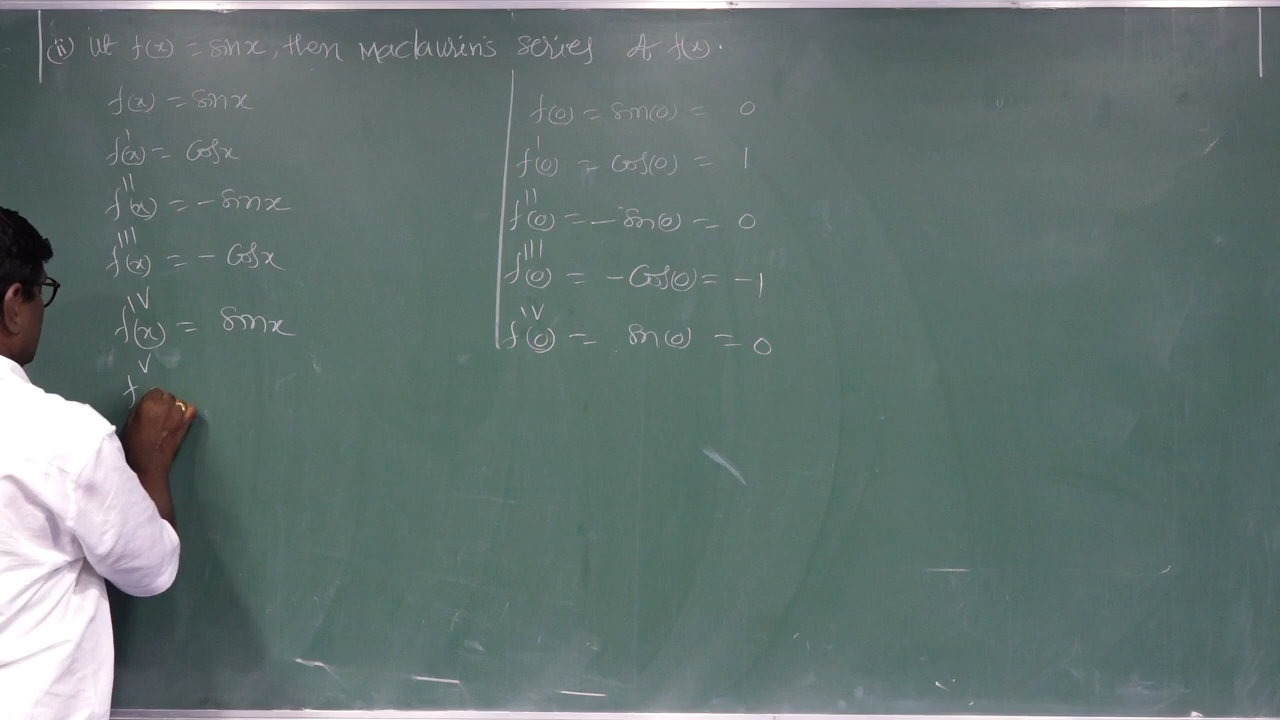 (ii) let f(x) = sinx, then Maclaurin's series of f(x).
f(x) = sinx
f'(x) = cosx
f''(x) = - sinx
f'''(x) = - cosx
f^IV(x) = sinx
f^V
f(0) = sin(0) = 0
f'(0) = cos(0) = 1
f''(0) = - sin(0) = 0
f'''(0) = - cos(0) = -1
f^IV(0) = sin(0) = 0